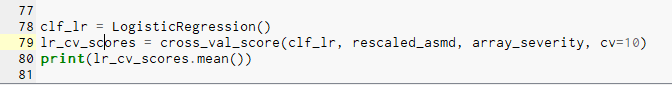 77
78 clf_lr = LogisticRegression()
79 lr_cv_scores = cross_val_score(clf_lr, rescaled_asmd, array_severity, cv=10)
80 print(lr_cv_scores.mean())
81